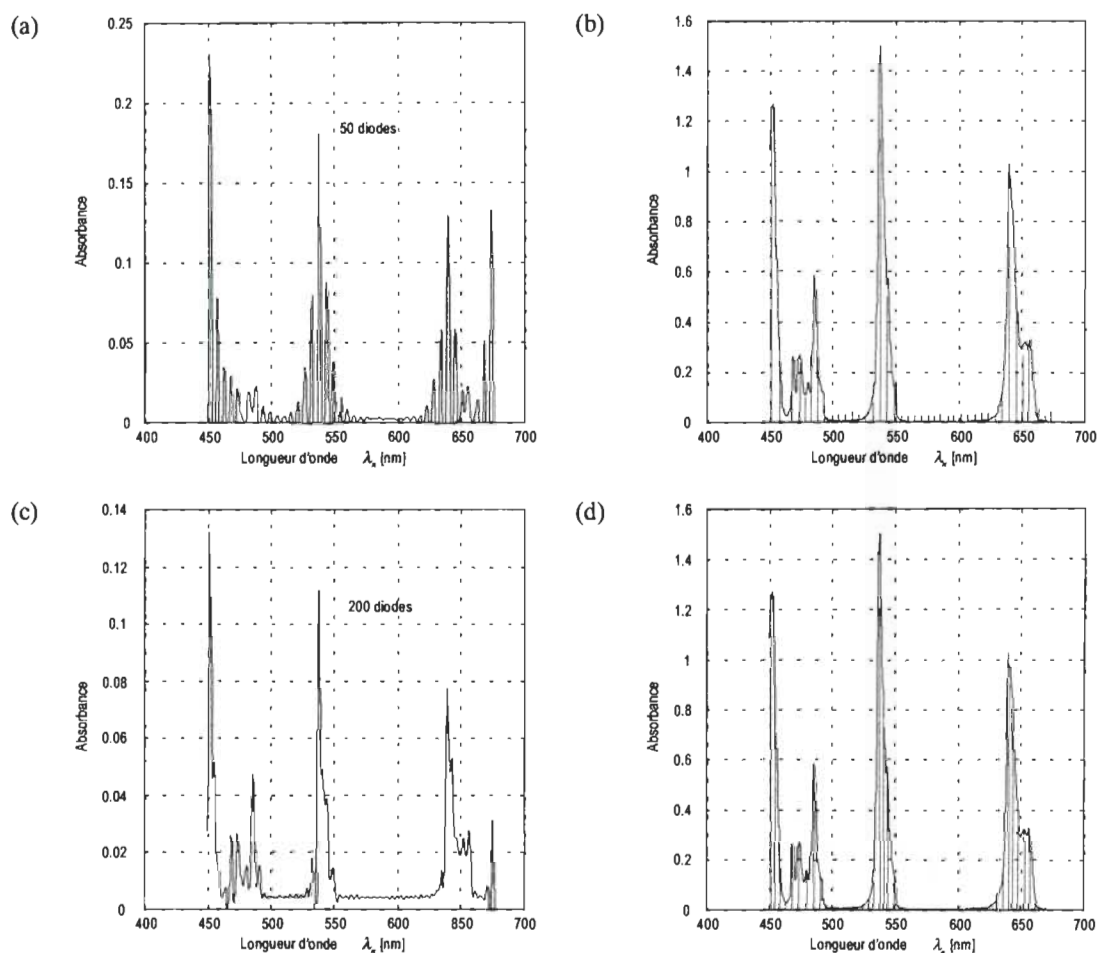 (a)
0.25
0.2
0.15
0.1
0.05
0
Absorbance
50 diodes
400 450 500 550 600 650 700
Longueur d'onde λₓ [nm]
(b)
1.6
1.4
1.2
1
0.8
0.6
0.4
0.2
0
Absorbance
400 450 500 550 600 650 700
Longueur d'onde λₓ [nm]
(c)
0.14
0.12
0.1
0.08
0.06
0.04
0.02
0
Absorbance
200 diodes
400 450 500 550 600 650 700
Longueur d'onde λₓ [nm]
(d)
1.6
1.4
1.2
1
0.8
0.6
0.4
0.2
0
Absorbance
400 450 500 550 600 650 700
Longueur d'onde λₓ [nm]